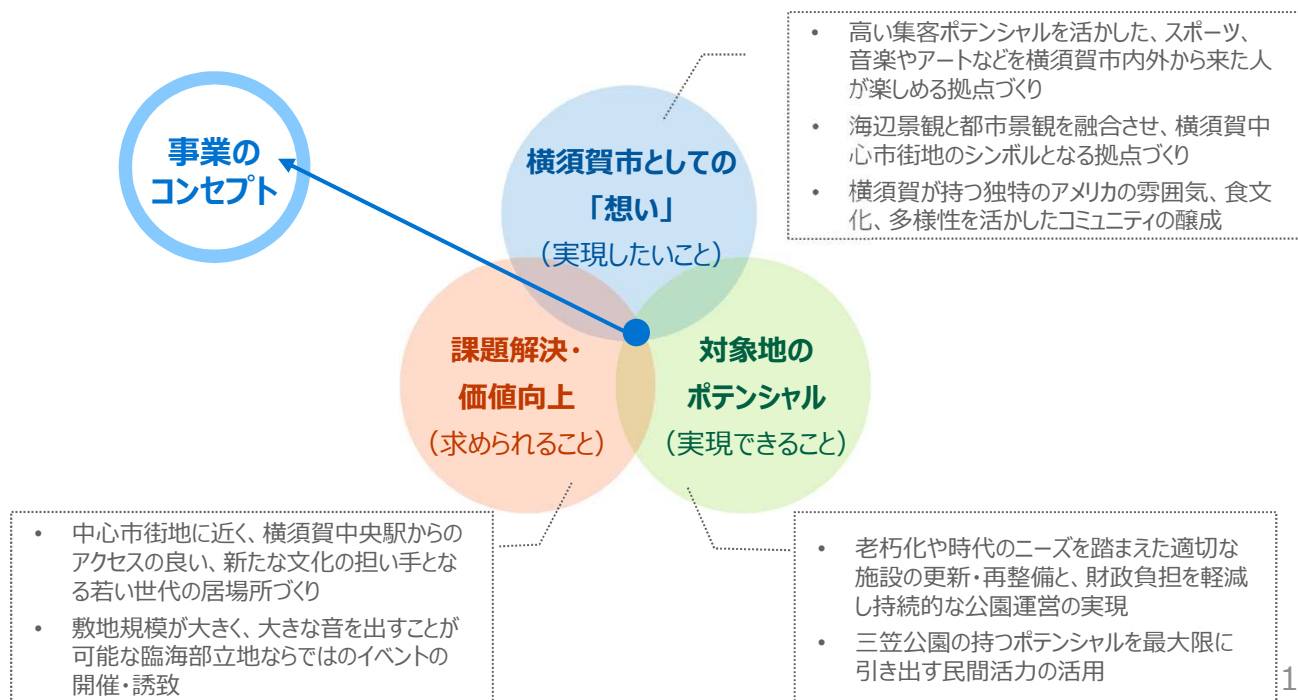 • 高い集客ポテンシャルを活かした、スポーツ、
音楽やアートなどを横須賀市内外から来た人
が楽しめる拠点づくり
• 海辺景観と都市景観を融合させ、横須賀中
心市街地のシンボルとなる拠点づくり
• 横須賀が持つ独特のアメリカの雰囲気、食文
化、多様性を活かしたコミュニティの醸成
事業の
コンセプト
横須賀市としての
「想い」
（実現したいこと）
課題解決・
価値向上
（求められること）
対象地の
ポテンシャル
（実現できること）
• 中心市街地に近く、横須賀中央駅からの
アクセスの良い、新たな文化の担い手とな
る若い世代の居場所づくり
• 敷地規模が大きく、大きな音を出すことが
可能な臨海部立地ならではのイベントの
開催・誘致
• 老朽化や時代のニーズを踏まえた適切な
施設の更新・再整備と、財政負担を軽減
し持続的な公園運営の実現
• 三笠公園の持つポテンシャルを最大限に
引き出す民間活力の活用
1